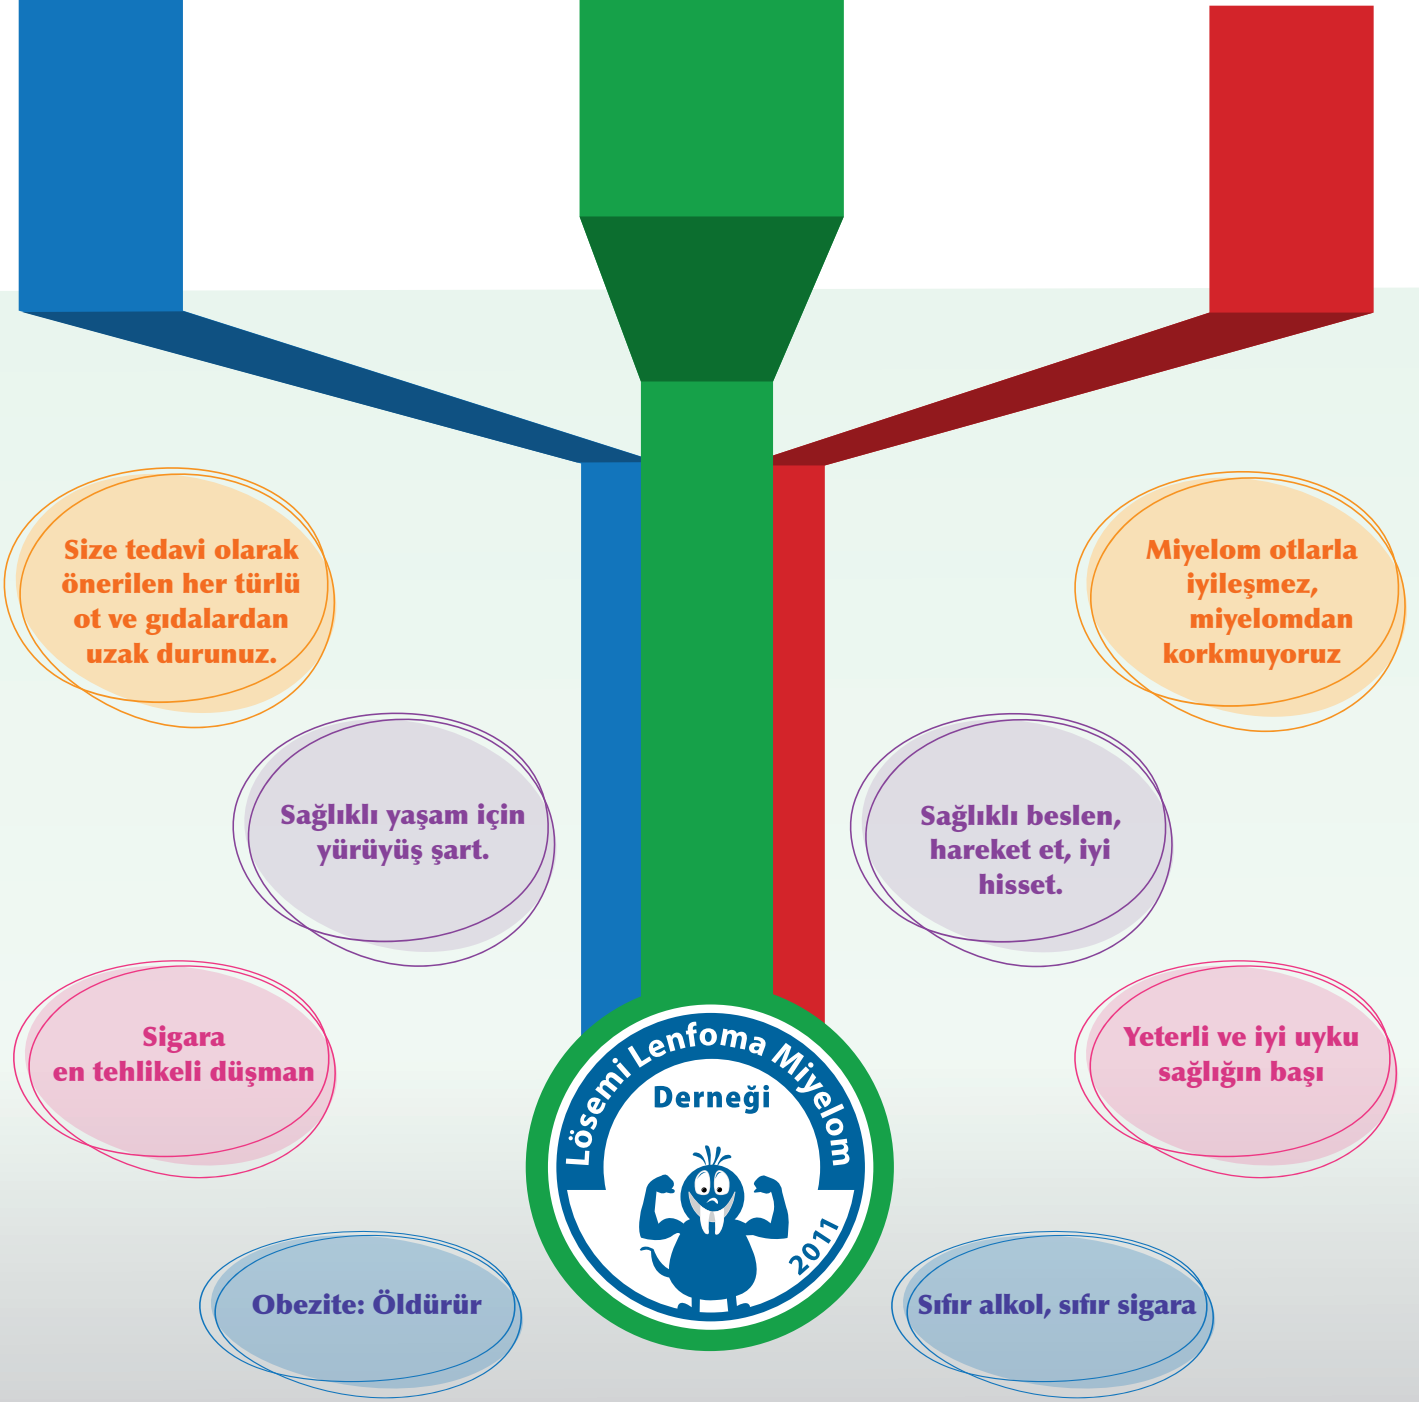 Size tedavi olarak
önerilen her türlü
ot ve gıdalardan
uzak durunuz.
Miyelom otlarla
iyileşmez,
miyelomdan
korkmuyoruz
Sağlıklı yaşam için
yürüyüş şart.
Sağlıklı beslen,
hareket et, iyi
hisset.
Sigara
en tehlikeli düşman
Yeterli ve iyi uyku
sağlığın başı
Lösemi Lenfoma Miyelom
Derneği
2011
Obezite: Öldürür
Sıfır alkol, sıfır sigara